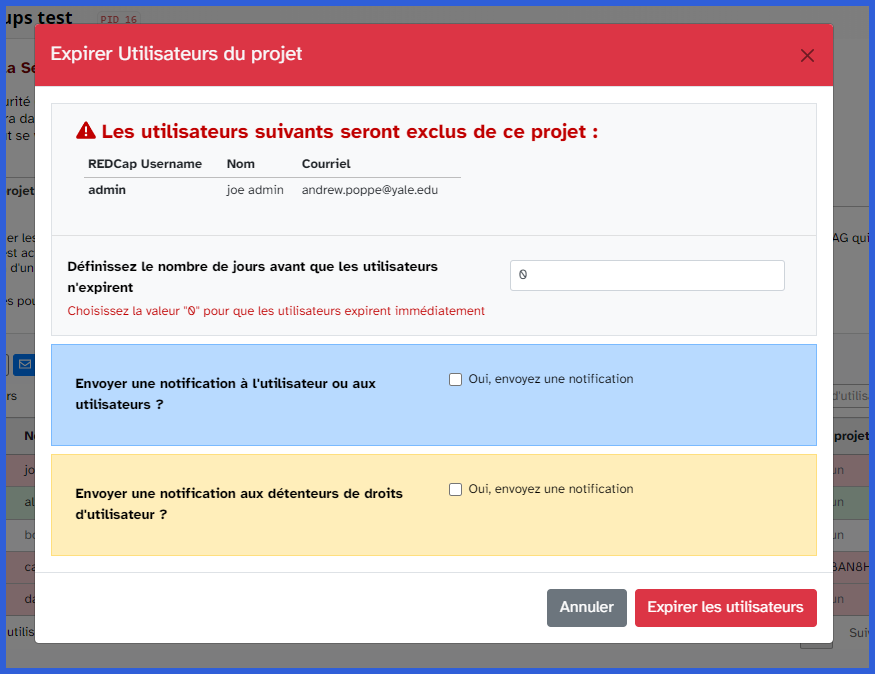 ups test PID 16
Expirer Utilisateurs du projet
Les utilisateurs suivants seront exclus de ce projet :
REDCap Username Nom Courriel
admin joe admin andrew.poppe@yale.edu
Définissez le nombre de jours avant que les utilisateurs
n'expirent
0
Choisissez la valeur "0" pour que les utilisateurs expirent immédiatement
Envoyer une notification à l'utilisateur ou aux
utilisateurs ?
Oui, envoyez une notification
Envoyer une notification aux détenteurs de droits
d'utilisateur ?
Oui, envoyez une notification
Annuler Expirer les utilisateurs